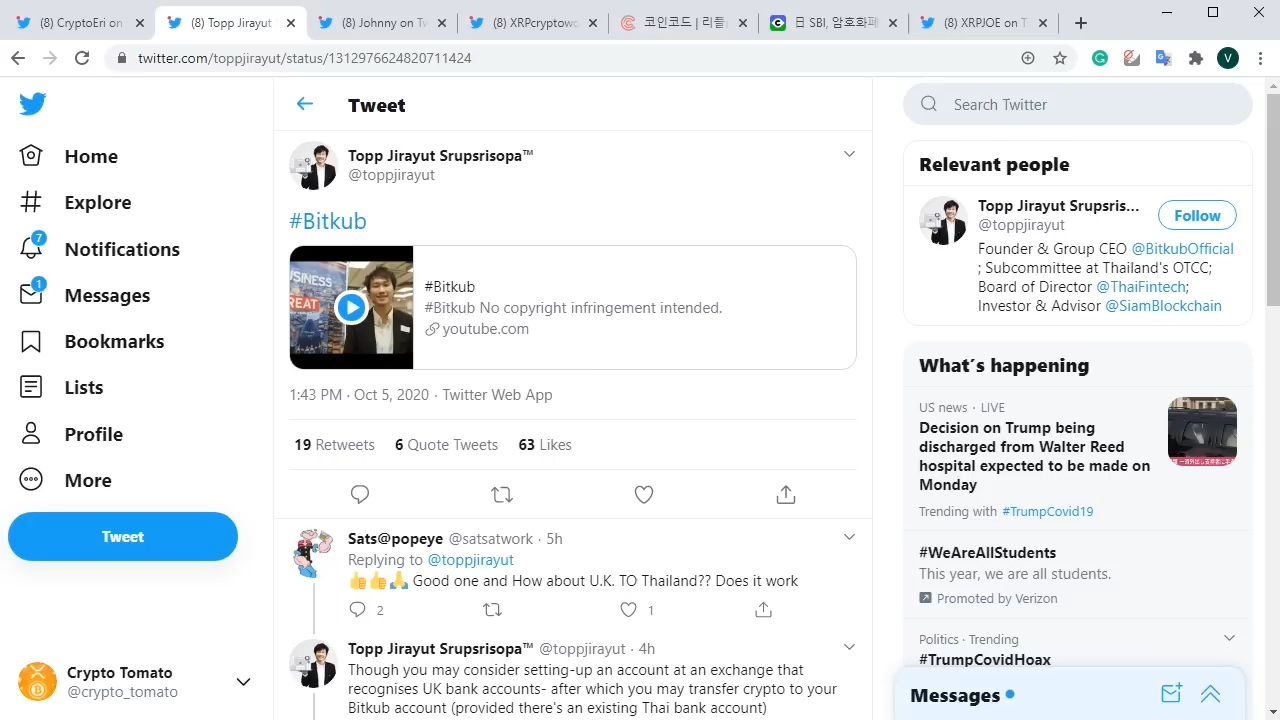 (8) CryptoEri on
(8) Topp Jirayut
(8) Johnny on Tw
(8) XRPcryptowo
코인코드 | 리플
日 SBI, 암호화폐
(8) XRPJOE on T
twitter.com/toppjirayut/status/1312976624820711424
V
Home
Explore
7
Notifications
1
Messages
Bookmarks
Lists
Profile
More
Tweet
Crypto Tomato
@crypto_tomato
Tweet
Topp Jirayut Srupsrisopa™
@toppjirayut
#Bitkub
#Bitkub
#Bitkub No copyright infringement intended.
youtube.com
1:43 PM · Oct 5, 2020 · Twitter Web App
19 Retweets 6 Quote Tweets 63 Likes
Sats@popeye @satsatwork · 5h
Replying to @toppjirayut
👍👍🙏 Good one and How about U.K. TO Thailand?? Does it work
2 1
Topp Jirayut Srupsrisopa™ @toppjirayut · 4h
Though you may consider setting-up an account at an exchange that
recognises UK bank accounts- after which you may transfer crypto to your
Bitkub account (provided there's an existing Thai bank account)
Search Twitter
Relevant people
Topp Jirayut Srupsris...
@toppjirayut
Follow
Founder & Group CEO @BitkubOfficial
; Subcommittee at Thailand's OTCC;
Board of Director @ThaiFintech;
Investor & Advisor @SiamBlockchain
What's happening
US news · LIVE
Decision on Trump being
discharged from Walter Reed
hospital expected to be made on
Monday
Trending with #TrumpCovid19
#WeAreAllStudents
This year, we are all students.
Promoted by Verizon
Politics · Trending
#TrumpCovidHoax
Messages